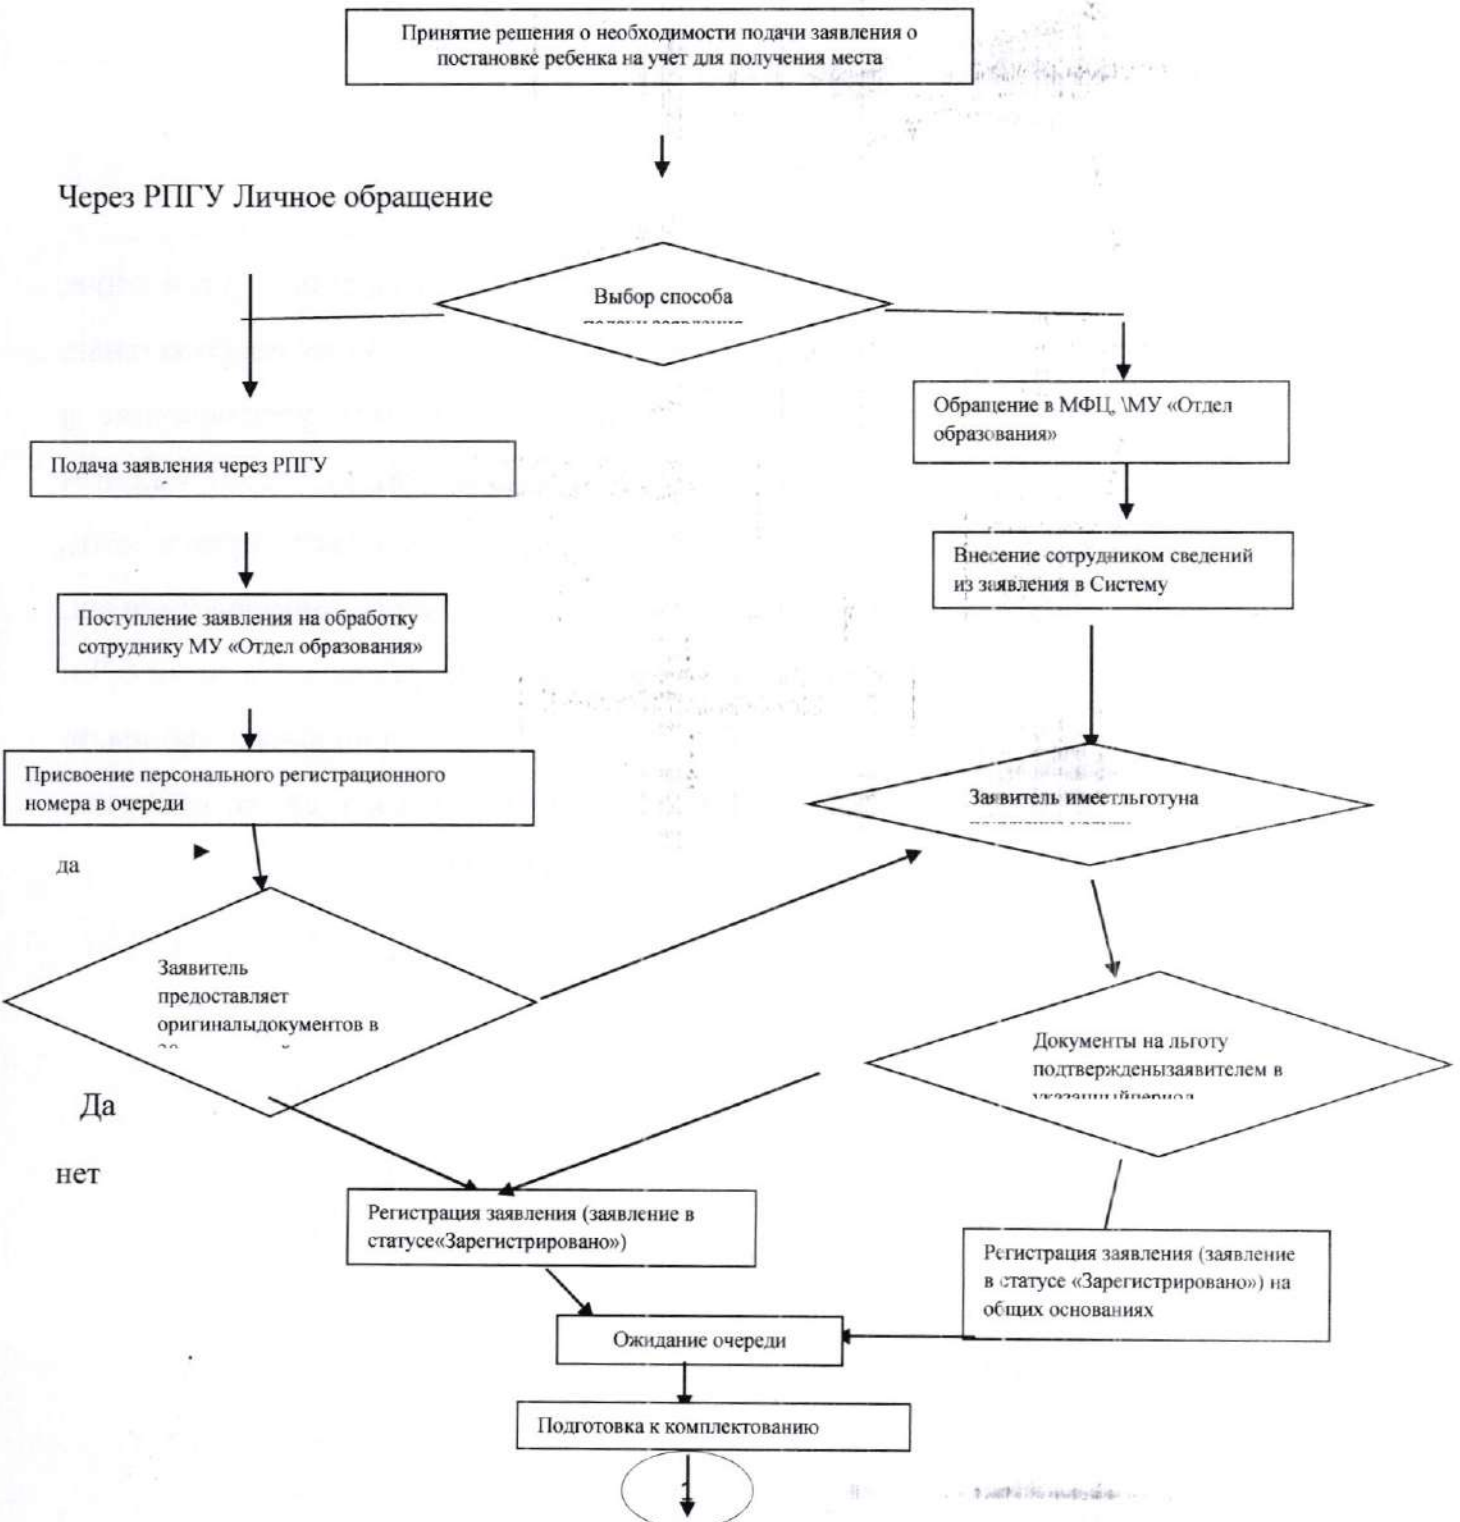 Принятие решения о необходимости подачи заявления о
постановке ребенка на учет для получения места
Через РПГУ Личное обращение
Выбор способа
подачи заявления
Обращение в МФЦ, \МУ «Отдел
образования»
Подача заявления через РПГУ
Внесение сотрудником сведений
из заявления в Систему
Поступление заявления на обработку
сотруднику МУ «Отдел образования»
Присвоение персонального регистрационного
номера в очереди
Заявитель имеетльготуна
да
Заявитель
предоставляет
оригиналыдокументов в
Документы на льготу
подтвержденызаявителем в
указанныйпериод
Да
нет
Регистрация заявления (заявление в
статусе«Зарегистрировано»)
Регистрация заявления (заявление
в статусе «Зарегистрировано») на
общих основаниях
Ожидание очереди
Подготовка к комплектованию
1